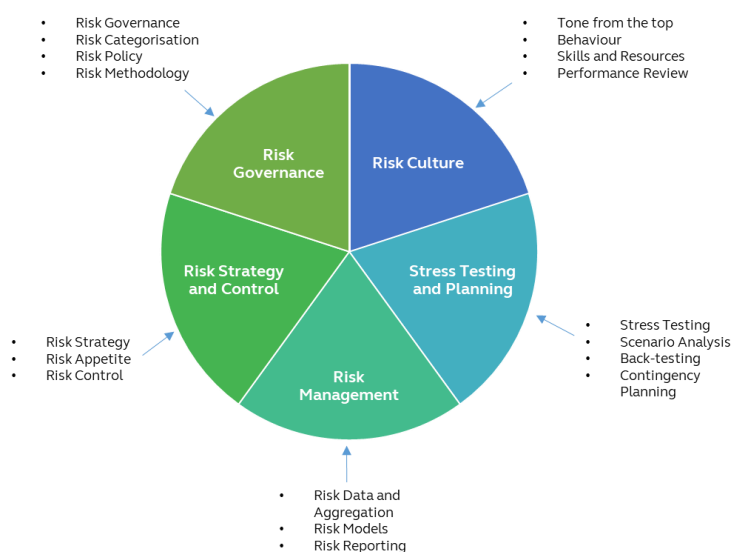 • Risk Governance
• Risk Categorisation
• Risk Policy
• Risk Methodology
• Tone from the top
• Behaviour
• Skills and Resources
• Performance Review
Risk
Governance
Risk Culture
Risk Strategy
and Control
Stress Testing
and Planning
Risk
Management
• Risk Strategy
• Risk Appetite
• Risk Control
• Stress Testing
• Scenario Analysis
• Back-testing
• Contingency
Planning
• Risk Data and
Aggregation
• Risk Models
• Risk Reporting